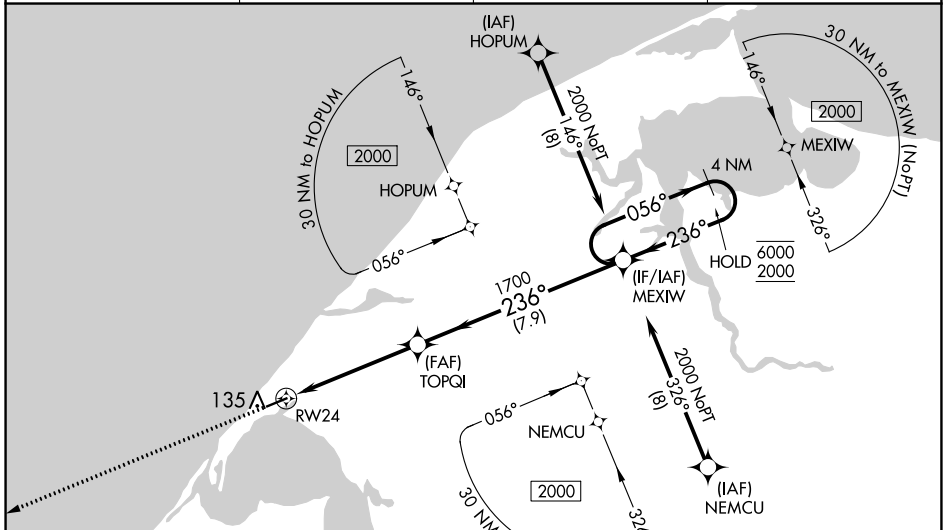 (IAF)
HOPUM
30 NM to HOPUM
146°
2000
HOPUM
056°
2000 NoPT
146°
(8)
30 NM to MEXIW (NoPT)
146°
2000
MEXIW
326°
4 NM
056°
236°
HOLD 6000
2000
(IF/IAF)
MEXIW
1700
236°
(7.9)
(FAF)
TOPQI
135
RW24
2000 NoPT
326°
(8)
(IAF)
NEMCU
056°
NEMCU
2000
30 NM